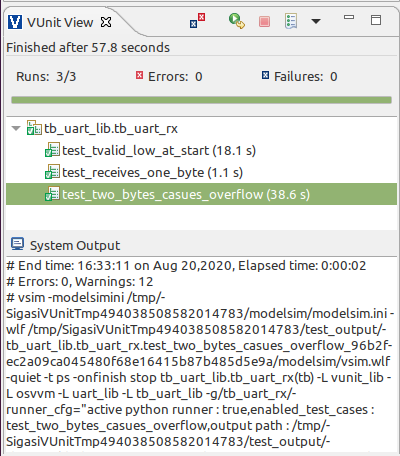 VUnit View
Finished after 57.8 seconds
Runs: 3/3 Errors: 0 Failures: 0
tb_uart_lib.tb_uart_rx
test_tvalid_low_at_start (18.1 s)
test_receives_one_byte (1.1 s)
test_two_bytes_casues_overflow (38.6 s)
System Output
# End time: 16:33:11 on Aug 20,2020, Elapsed time: 0:00:02
# Errors: 0, Warnings: 12
# vsim -modelsimini /tmp/-
SigasiVUnitTmp494038508582014783/modelsim/modelsim.ini -
wlf /tmp/SigasiVUnitTmp494038508582014783/test_output/-
tb_uart_lib.tb_uart_rx.test_two_bytes_casues_overflow_96b2f-
ec2a09ca045480f68e16415b87b485d5e9a/modelsim/vsim.wlf
-quiet -t ps -onfinish stop tb_uart_lib.tb_uart_rx(tb) -L vunit_lib -
L osvvm -L uart_lib -L tb_uart_lib -g/tb_uart_rx/-
runner_cfg="active python runner : true,enabled_test_cases :
test_two_bytes_casues_overflow,output path : /tmp/-
SigasiVUnitTmp494038508582014783/test_output/-